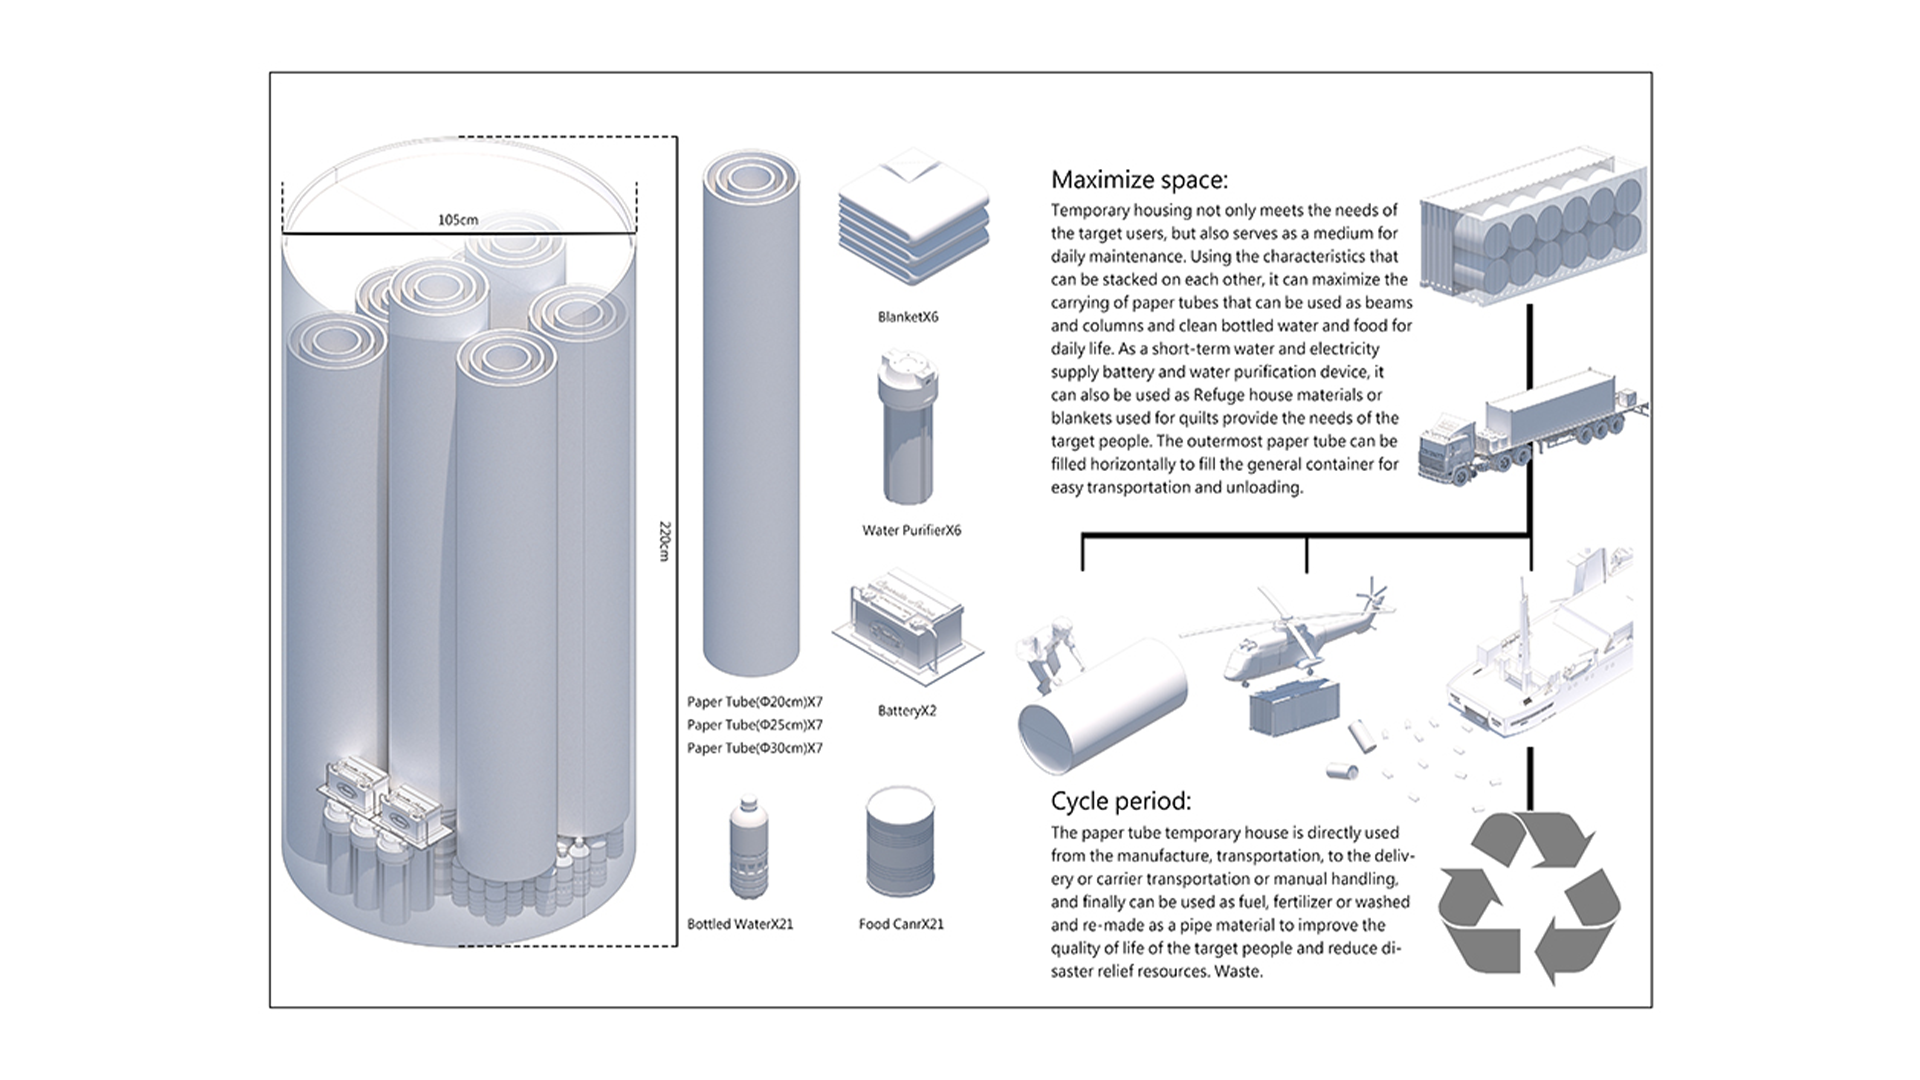 105cm
220cm
Paper Tube(Φ20cm)X7
Paper Tube(Φ25cm)X7
Paper Tube(Φ30cm)X7
BlanketX6
Water PurifierX6
BatteryX2
Bottled WaterX21
Food CanrX21
Maximize space:
Temporary housing not only meets the needs of
the target users, but also serves as a medium for
daily maintenance. Using the characteristics that
can be stacked on each other, it can maximize the
carrying of paper tubes that can be used as beams
and columns and clean bottled water and food for
daily life. As a short-term water and electricity
supply battery and water purification device, it
can also be used as Refuge house materials or
blankets used for quilts provide the needs of the
target people. The outermost paper tube can be
filled horizontally to fill the general container for
easy transportation and unloading.
Cycle period:
The paper tube temporary house is directly used
from the manufacture, transportation, to the deliv-
ery or carrier transportation or manual handling,
and finally can be used as fuel, fertilizer or washed
and re-made as a pipe material to improve the
quality of life of the target people and reduce di-
saster relief resources. Waste.